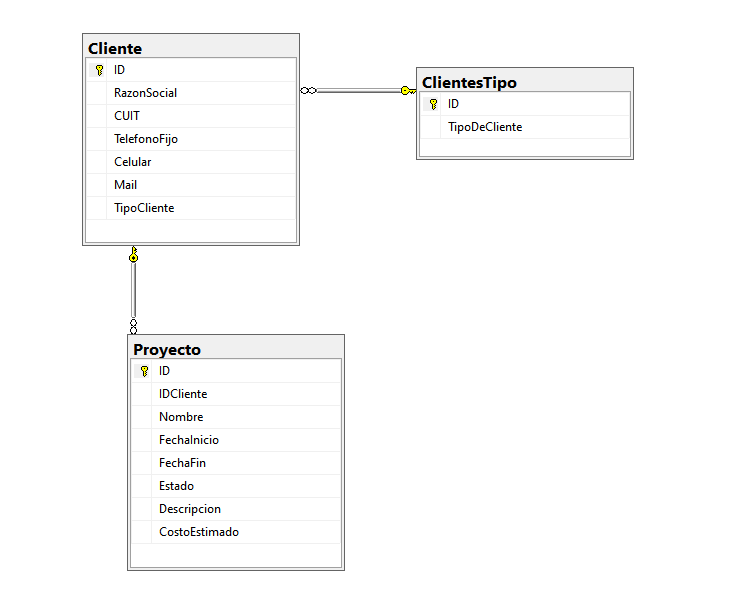 Cliente
ID
RazonSocial
CUIT
TelefonoFijo
Celular
Mail
TipoCliente
ClientesTipo
ID
TipoDeCliente
Proyecto
ID
IDCliente
Nombre
FechaInicio
FechaFin
Estado
Descripcion
CostoEstimado